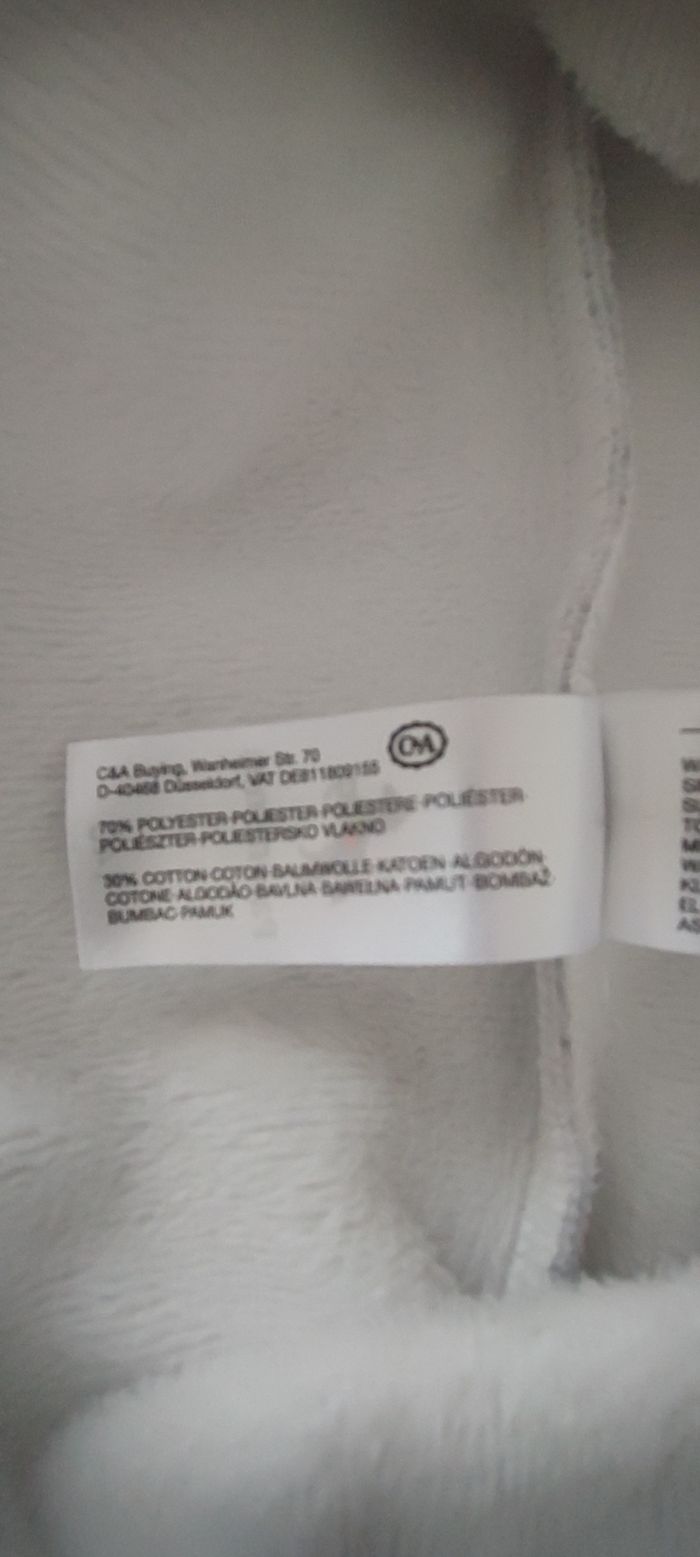 C&A Buying, Wanheimer Str. 70
D-40468 Düsseldorf, VAT DE811809155
C&A
70% POLYESTER·POLIESTER·POLIESTERE·POLIÉSTER·
POLIÉSZTER·POLIESTERSKO VLAKNO
30% COTTON·COTON·BAUMWOLLE·KATOEN·ALGODÓN·
COTONE·ALGODÃO·BAVLNA·BAWEŁNA·PAMUT·BOMBAŽ·
BUMBAC·PAMUK